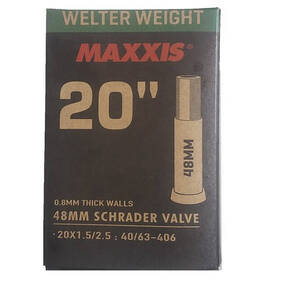 WELTER WEIGHT
MAXXIS®
20"
48MM
0.8MM THICK WALLS
48MM SCHRADER VALVE
·20X1.5/2.5 ; 40/63-406